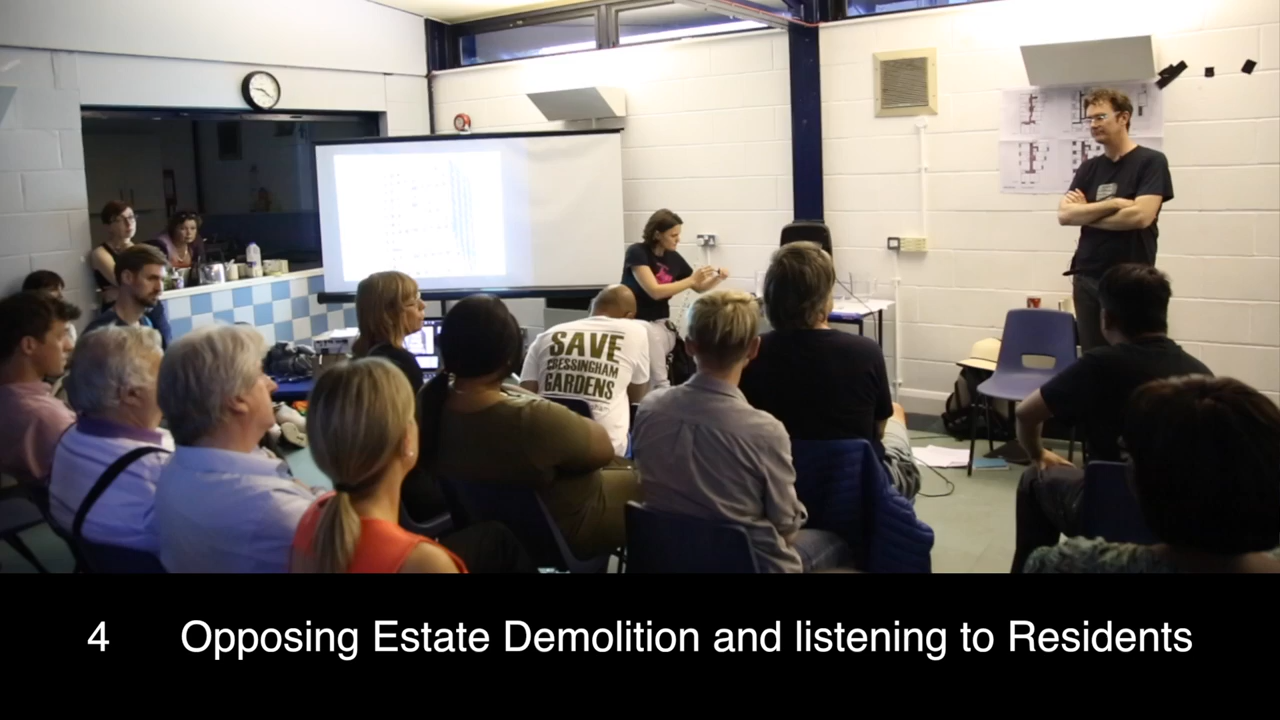 SAVE
CRESSINGHAM
GARDENS
4 Opposing Estate Demolition and listening to Residents